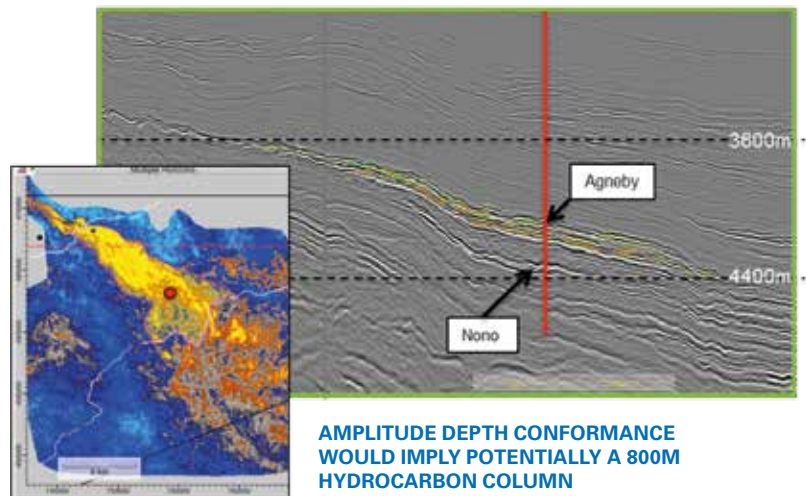 Multiple Horizons
3800m
Agneby
4400m
Nono
AMPLITUDE DEPTH CONFORMANCE
WOULD IMPLY POTENTIALLY A 800M
HYDROCARBON COLUMN